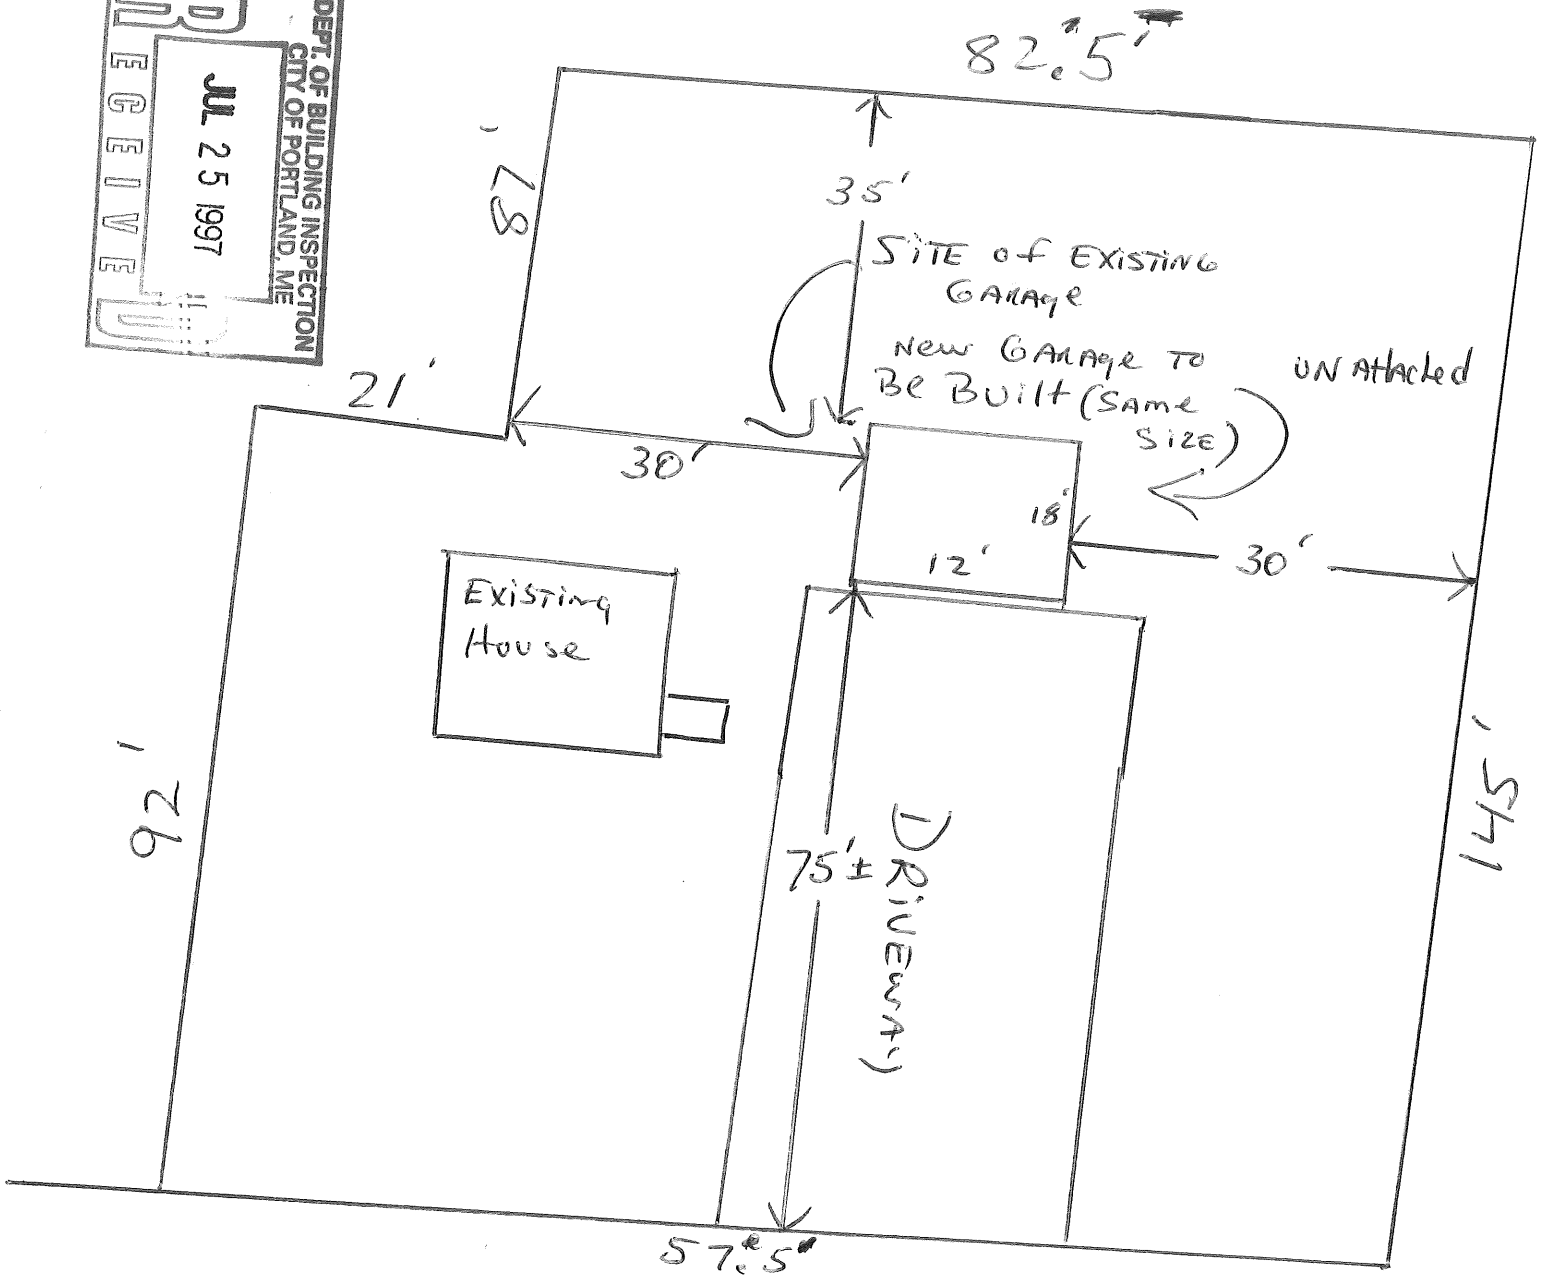 DEPT. OF BUILDING INSPECTION
CITY OF PORTLAND, ME
JUL 25 1997
RECEIVED
82.5'
87'
35'
SITE of EXISTING
GARAGE
New GARAGE TO
Be Built (SAME
SIZE)
UNAttAched
21'
30'
18'
12'
30'
Existing
House
92'
145'
75'±
DRIVEWAY
57.5'